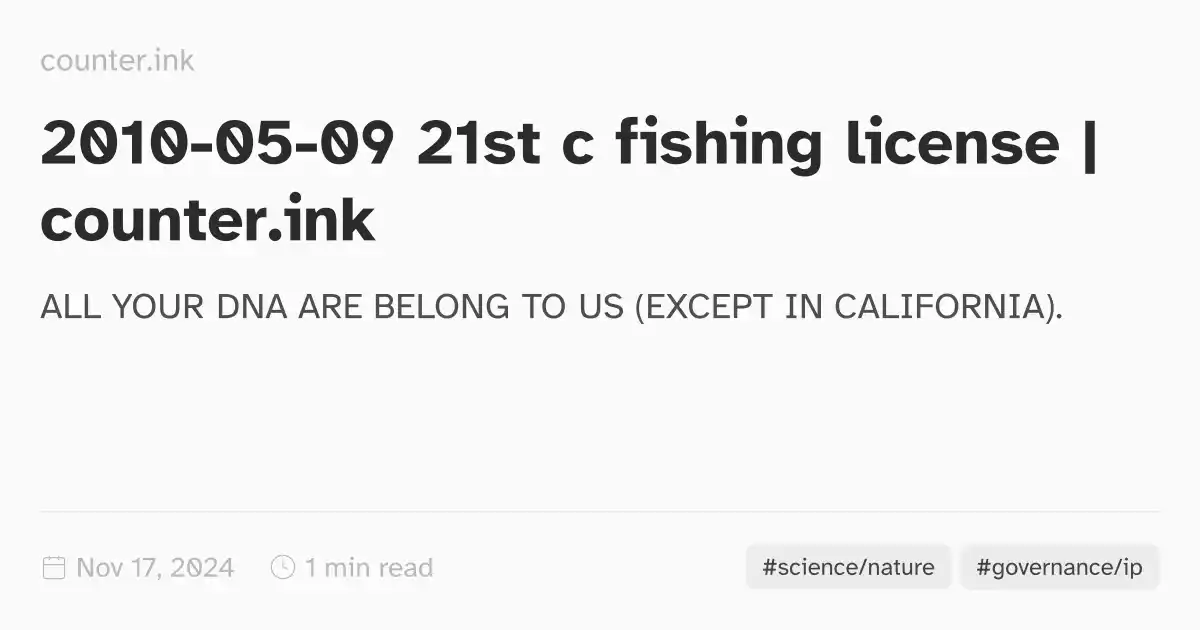 counter.ink
2010-05-09 21st c fishing license |
counter.ink
ALL YOUR DNA ARE BELONG TO US (EXCEPT IN CALIFORNIA).
Nov 17, 2024 1 min read #science/nature #governance/ip